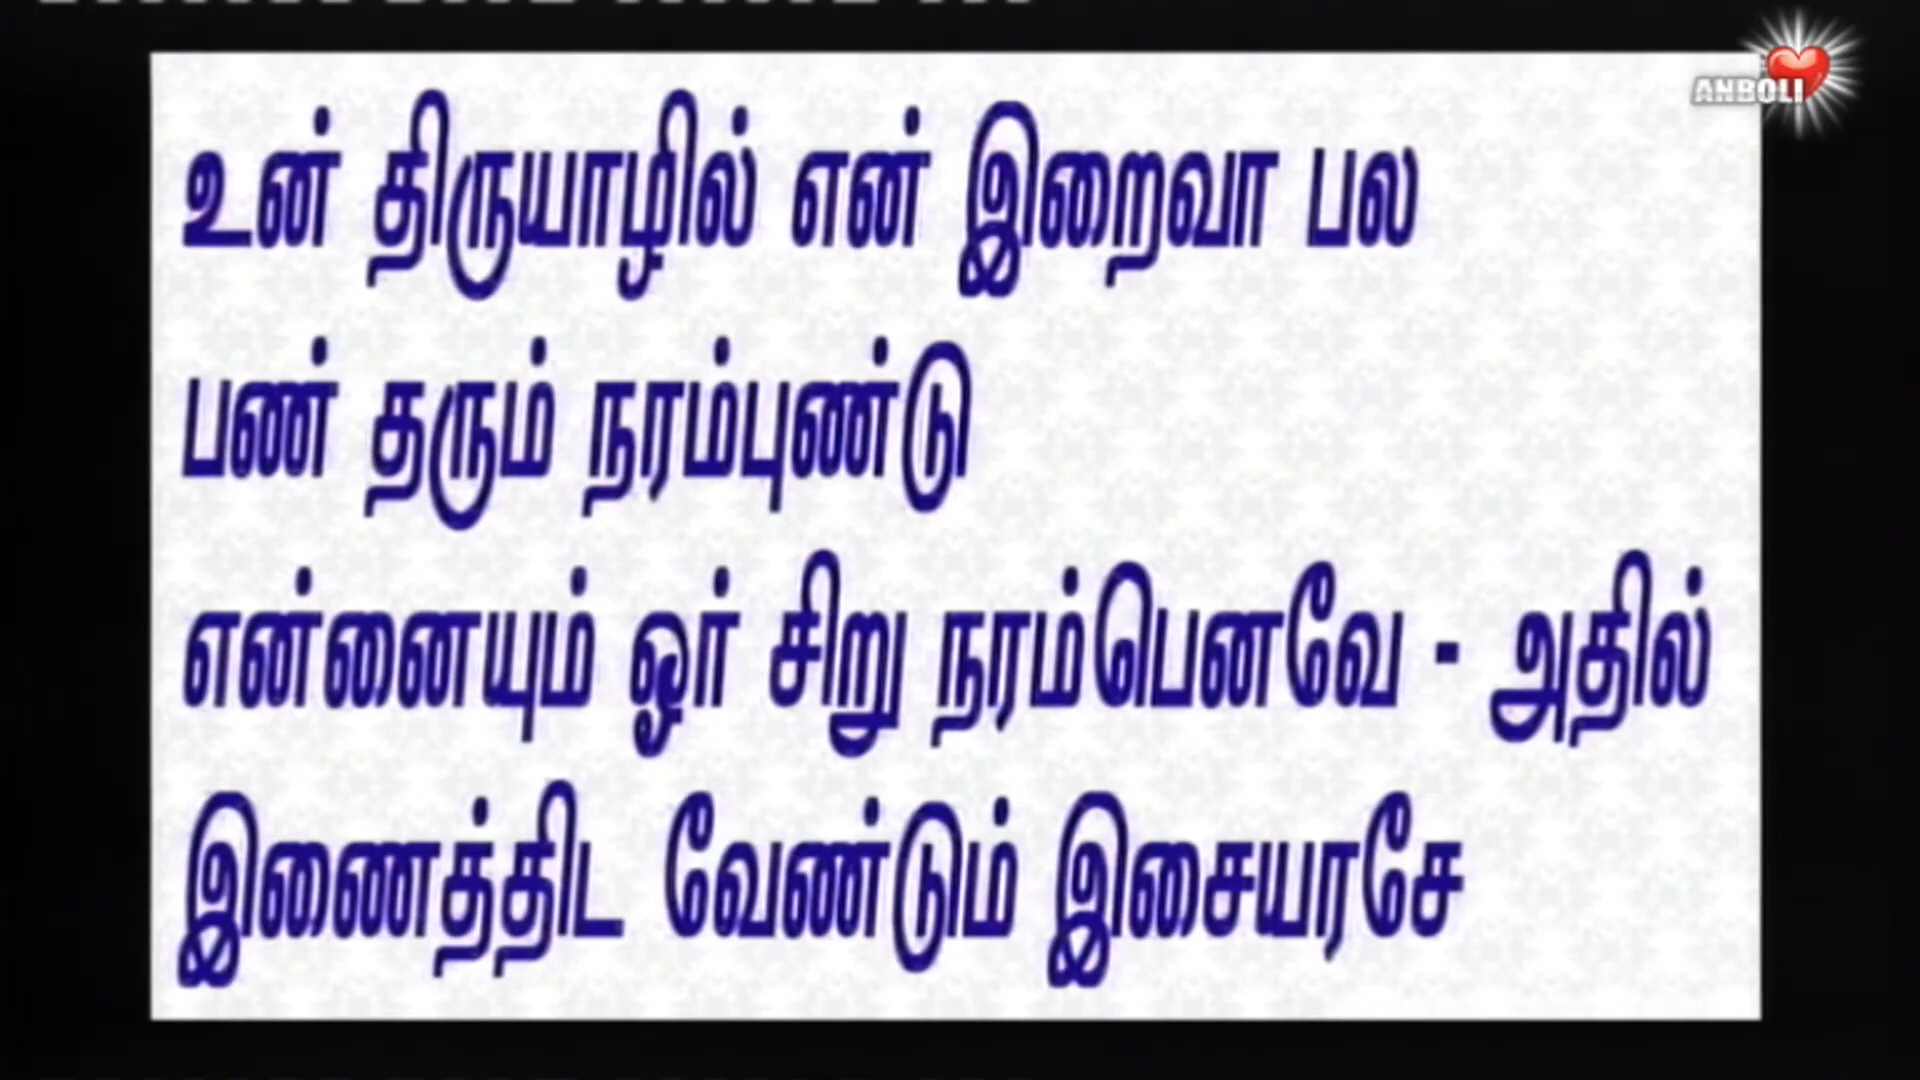 ANBOLI
உன் திருயாழில் என் இறைவா பல
பண் தரும் நரம்புண்டு
என்னையும் ஓர் சிறு நரம்பெனவே - அதில்
இணைத்திட வேண்டும் இசையரசே